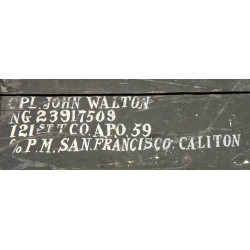 CPL. JOHN WALTON
NG 23917509
121ST T CO. APO. 59
℅ P.M. SAN. FRANCISCO, CALITON